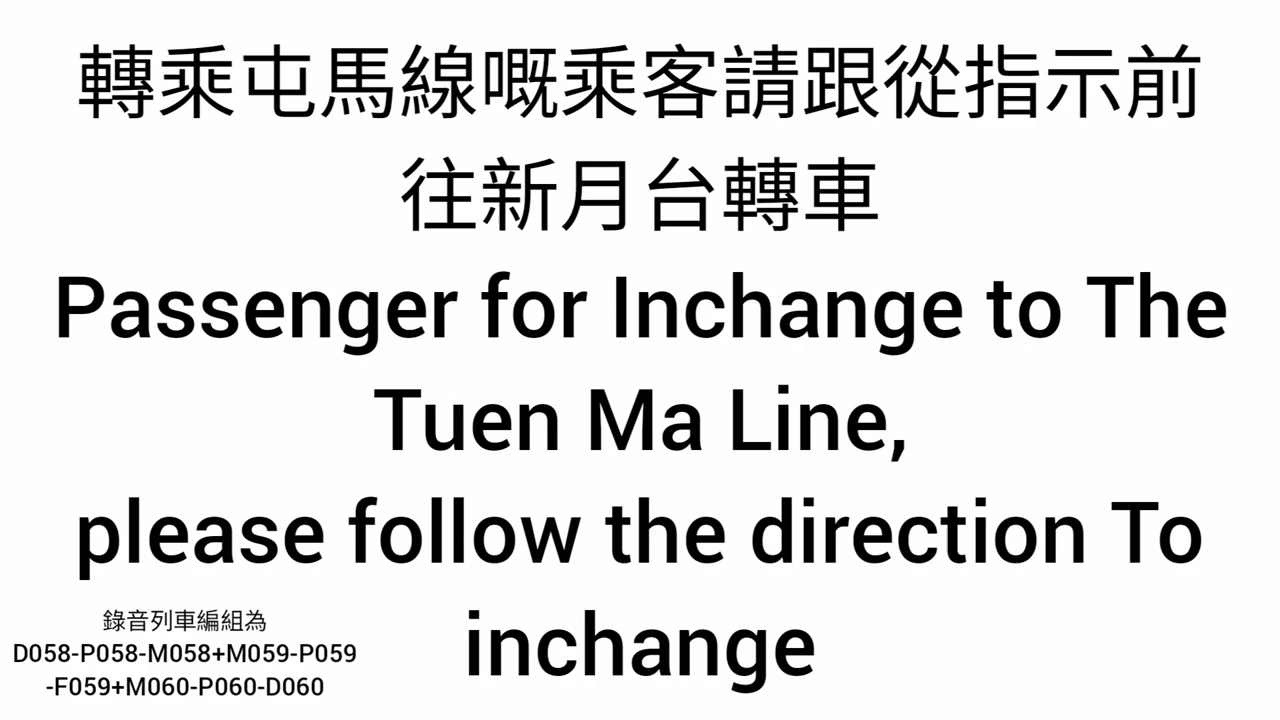 轉乘屯馬線嘅乘客請跟從指示前
往新月台轉車
Passenger for Inchange to The
Tuen Ma Line,
please follow the direction To
inchange
錄音列車編組為
D058-P058-M058+M059-P059
-F059+M060-P060-D060